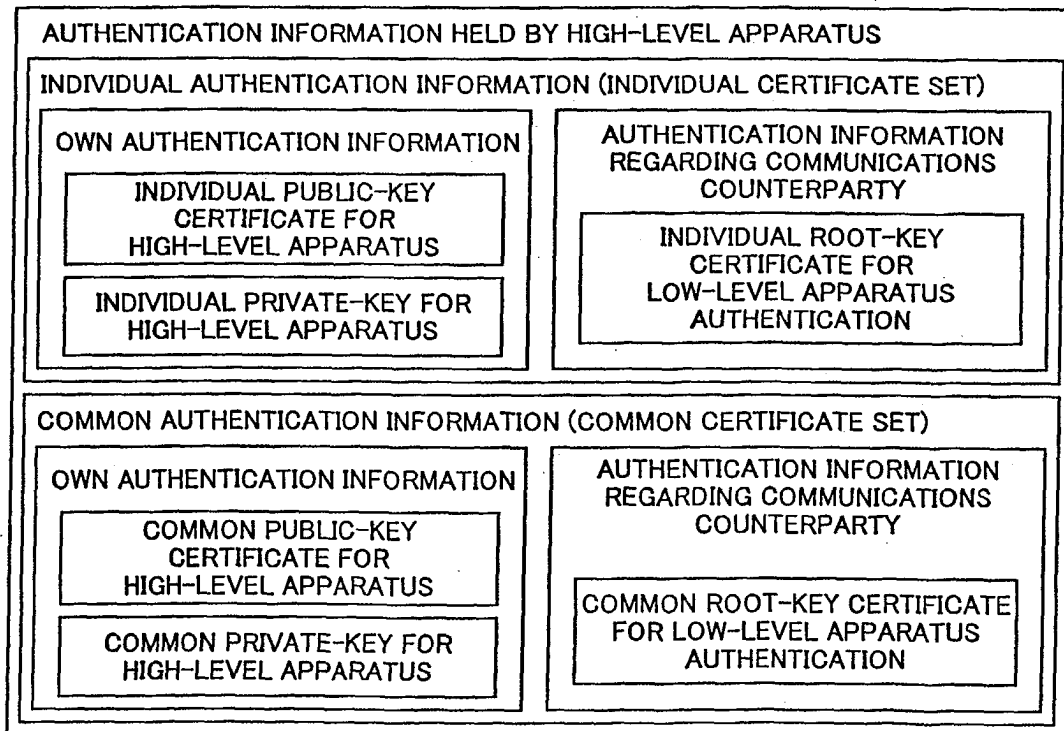 AUTHENTICATION INFORMATION HELD BY HIGH-LEVEL APPARATUS
INDIVIDUAL AUTHENTICATION INFORMATION (INDIVIDUAL CERTIFICATE SET)
OWN AUTHENTICATION INFORMATION
INDIVIDUAL PUBLIC-KEY
CERTIFICATE FOR
HIGH-LEVEL APPARATUS
INDIVIDUAL PRIVATE-KEY FOR
HIGH-LEVEL APPARATUS
AUTHENTICATION INFORMATION
REGARDING COMMUNICATIONS
COUNTERPARTY
INDIVIDUAL ROOT-KEY
CERTIFICATE FOR
LOW-LEVEL APPARATUS
AUTHENTICATION
COMMON AUTHENTICATION INFORMATION (COMMON CERTIFICATE SET)
OWN AUTHENTICATION INFORMATION
COMMON PUBLIC-KEY
CERTIFICATE FOR
HIGH-LEVEL APPARATUS
COMMON PRIVATE-KEY FOR
HIGH-LEVEL APPARATUS
AUTHENTICATION INFORMATION
REGARDING COMMUNICATIONS
COUNTERPARTY
COMMON ROOT-KEY CERTIFICATE
FOR LOW-LEVEL APPARATUS
AUTHENTICATION